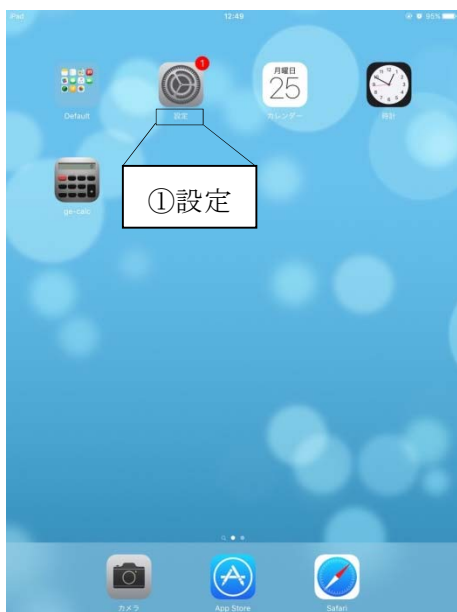 iPad 12:49 95%
1
月曜日
25
Default 設定 カレンダー 時計
ge-calc
①設定
カメラ App Store Safari